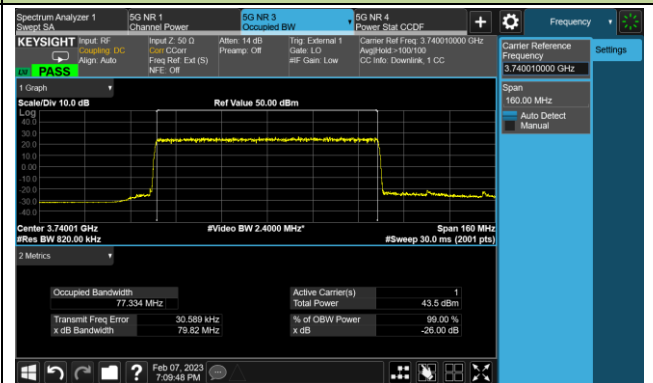 Spectrum Analyzer 1
Swept SA
5G NR 1
Channel Power
5G NR 3
Occupied BW
5G NR 4
Power Stat CCDF
+
Frequency
KEYSIGHT
Input: RF
Coupling: DC
Align: Auto
Input Z: 50 Ω
Corr CCorr
Freq Ref: Ext (S)
NFE: Off
Atten: 14 dB
Preamp: Off
Trig: External 1
Gate: LO
#IF Gain: Low
Carrier Ref Freq: 3.740010000 GHz
Avg|Hold:>100/100
CC Info: Downlink, 1 CC
LXI
PASS
Carrier Reference
Frequency
3.740010000 GHz
Settings
Span
160.00 MHz
Auto Detect
Manual
1 Graph
Scale/Div 10.0 dB
Ref Value 50.00 dBm
Log
40.0
30.0
20.0
10.0
0.00
-10.0
-20.0
-30.0
-40.0
Center 3.74001 GHz
#Video BW 2.4000 MHz*
Span 160 MHz
#Res BW 820.00 kHz
#Sweep 30.0 ms (2001 pts)
2 Metrics
Occupied Bandwidth
77.334 MHz
Active Carrier(s) 1
Total Power 43.5 dBm
Transmit Freq Error 30.589 kHz
x dB Bandwidth 79.82 MHz
% of OBW Power 99.00 %
x dB -26.00 dB
?
Feb 07, 2023
7:09:48 PM